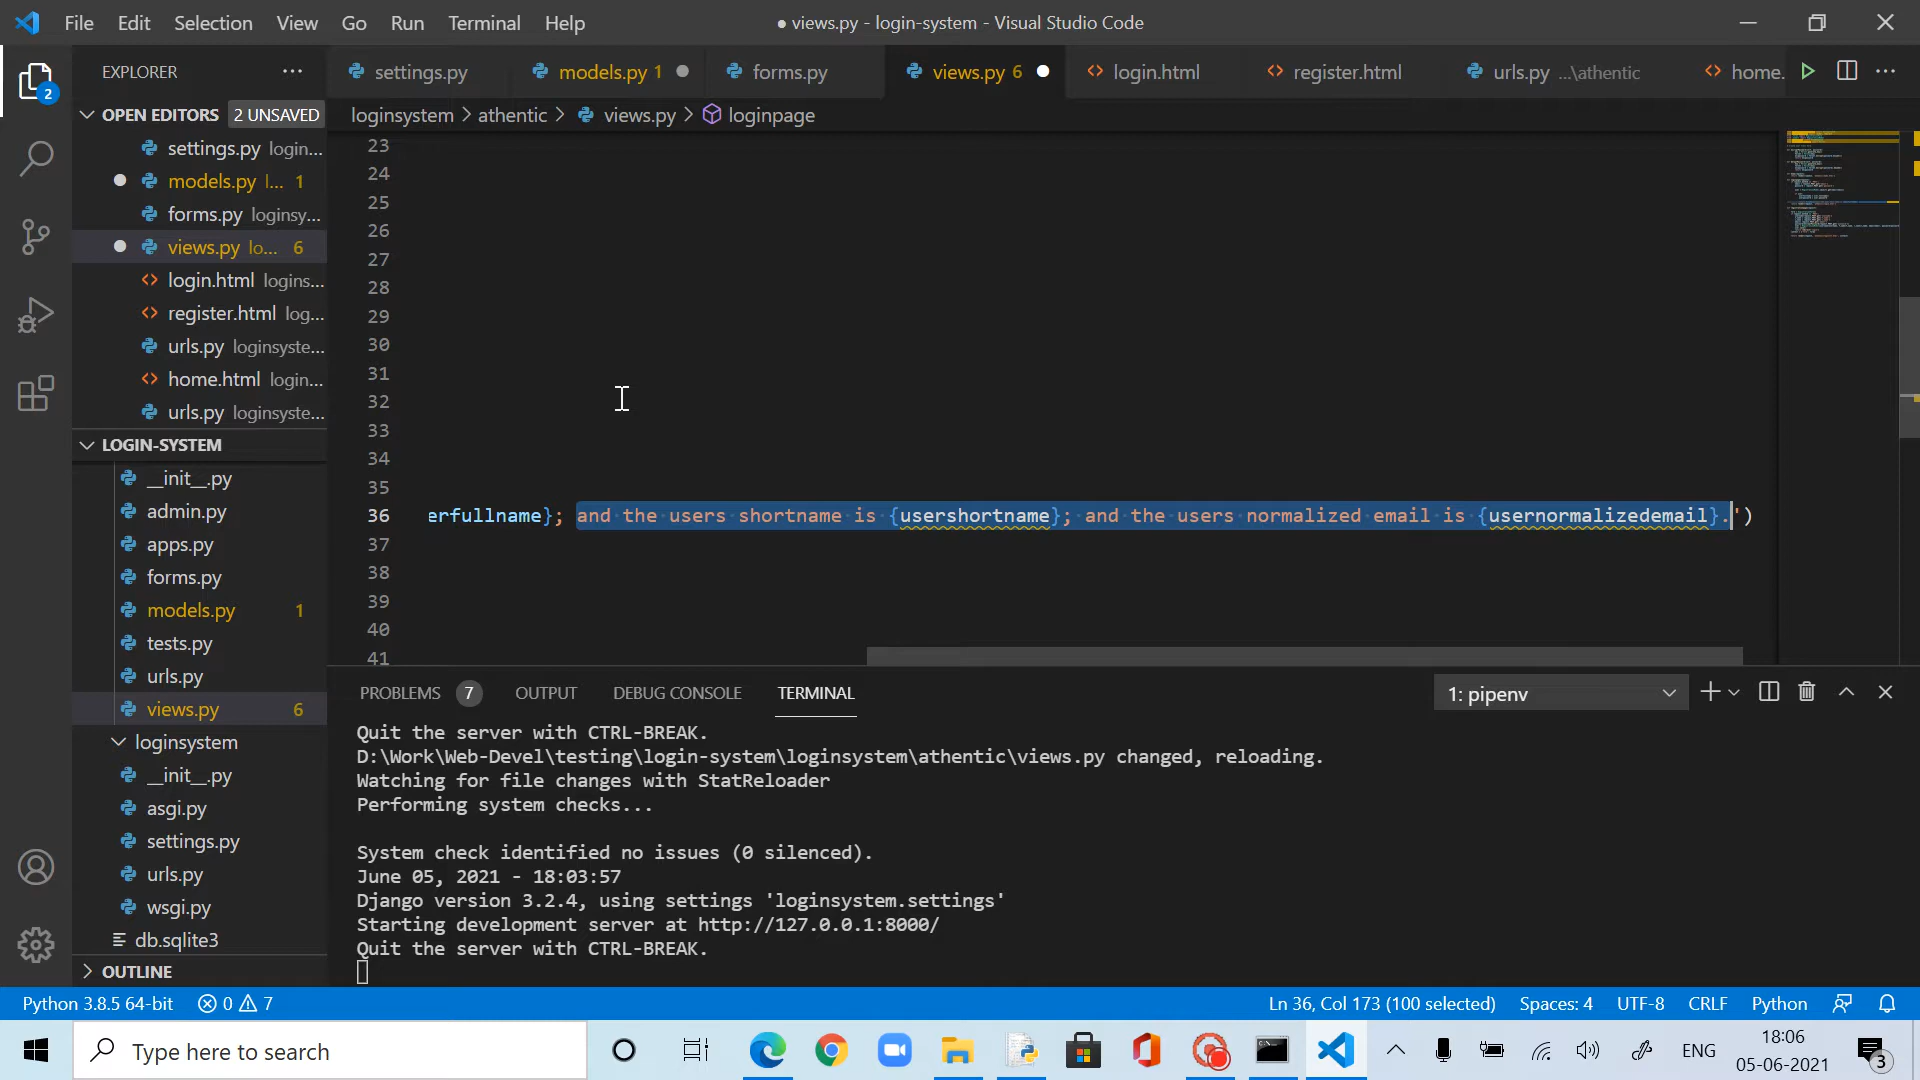 File Edit Selection View Go Run Terminal Help
● views.py - login-system - Visual Studio Code
EXPLORER
settings.py models.py 1 forms.py views.py 6 login.html register.html urls.py ...\athentic home.
OPEN EDITORS 2 UNSAVED
loginsystem > athentic > views.py > loginpage
settings.py login...
models.py l... 1
forms.py loginsy...
views.py lo... 6
login.html logins...
register.html log...
urls.py loginsyste...
home.html login...
urls.py loginsyste...
LOGIN-SYSTEM
__init__.py
admin.py
apps.py
forms.py
models.py 1
tests.py
urls.py
views.py 6
loginsystem
__init__.py
asgi.py
settings.py
urls.py
wsgi.py
db.sqlite3
OUTLINE
23
24
25
26
27
28
29
30
31
32
33
34
35
36 erfullname}; and the users shortname is {usershortname}; and the users normalized email is {usernormalizedemail}.')
37
38
39
40
41
PROBLEMS 7 OUTPUT DEBUG CONSOLE TERMINAL
1: pipenv
Quit the server with CTRL-BREAK.
D:\Work\Web-Devel\testing\login-system\loginsystem\athentic\views.py changed, reloading.
Watching for file changes with StatReloader
Performing system checks...
System check identified no issues (0 silenced).
June 05, 2021 - 18:03:57
Django version 3.2.4, using settings 'loginsystem.settings'
Starting development server at http://127.0.0.1:8000/
Quit the server with CTRL-BREAK.
Python 3.8.5 64-bit 0 7
Ln 36, Col 173 (100 selected) Spaces: 4 UTF-8 CRLF Python
Type here to search
ENG
18:06
05-06-2021
3
2